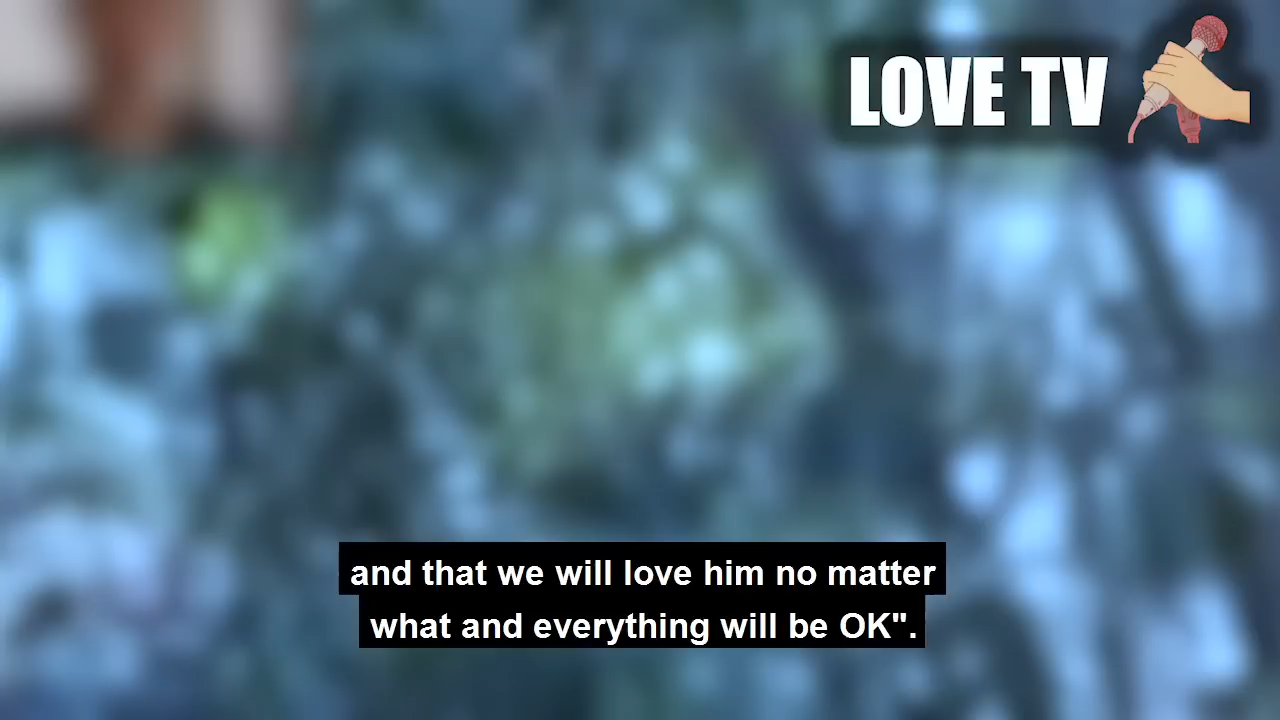 LOVE TV
and that we will love him no matter
what and everything will be OK".